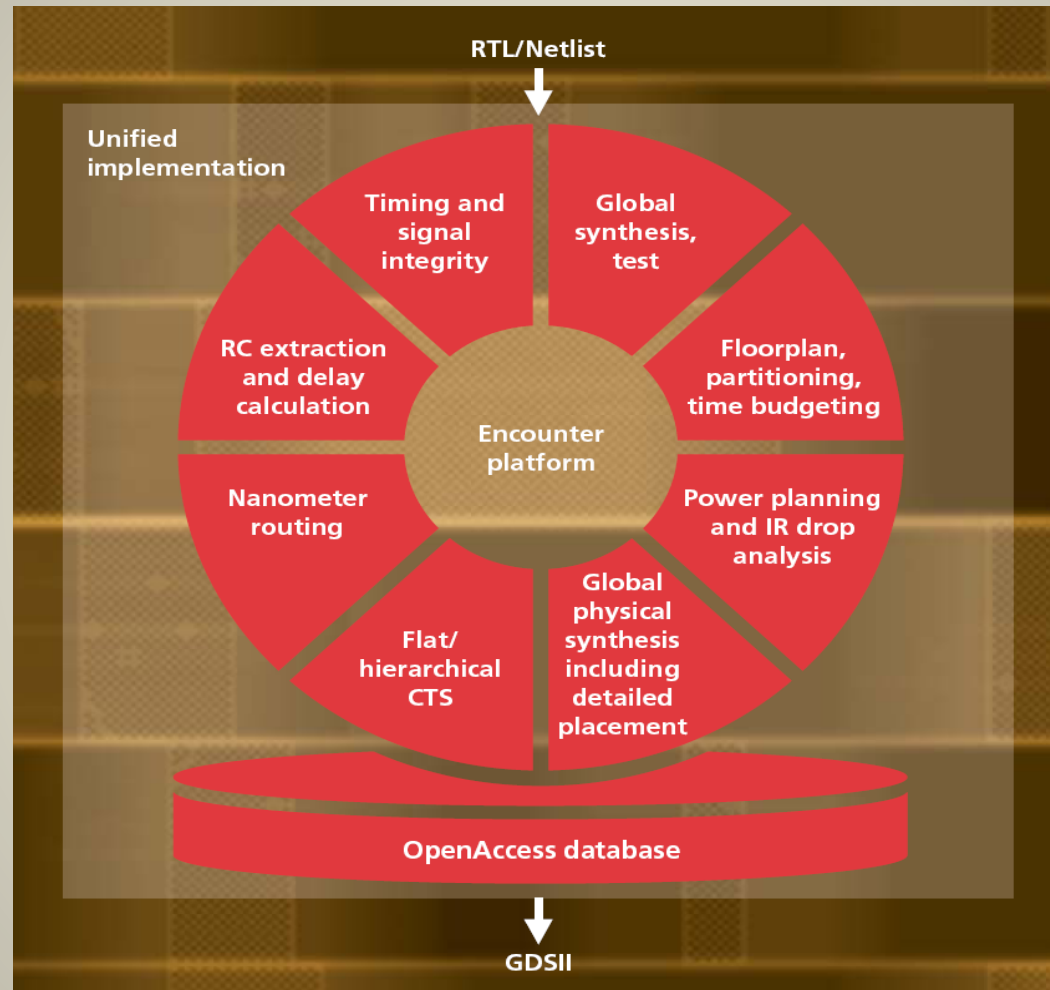 RTL/Netlist
Unified
implementation
Timing and
signal
integrity
Global
synthesis,
test
RC extraction
and delay
calculation
Floorplan,
partitioning,
time budgeting
Encounter
platform
Nanometer
routing
Power planning
and IR drop
analysis
Flat/
hierarchical
CTS
Global
physical
synthesis
including
detailed
placement
OpenAccess database
GDSII